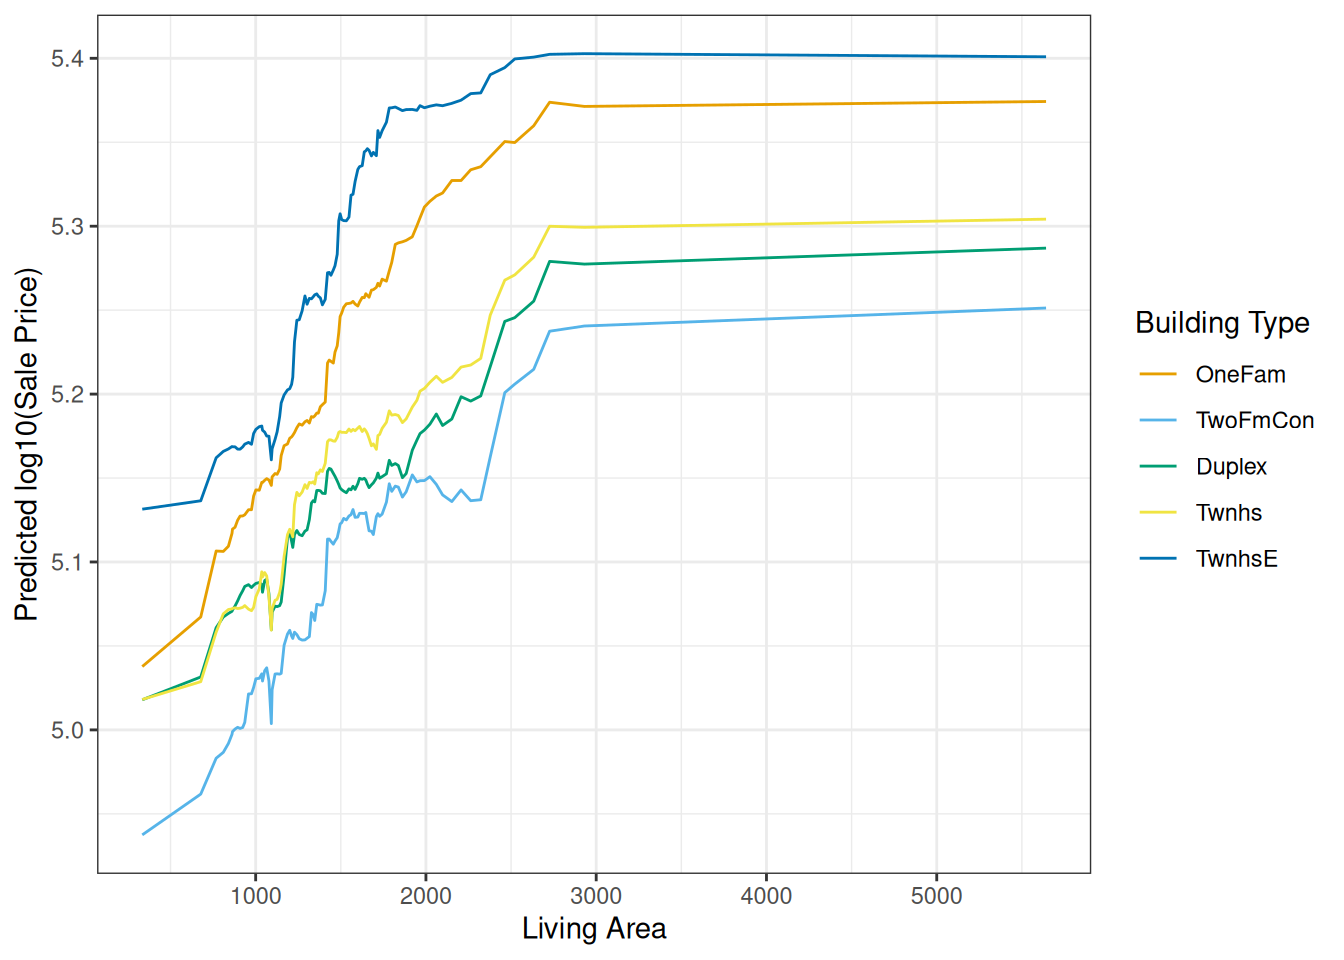 5.4
5.3
5.2
5.1
5.0
Predicted log10(Sale Price)
1000 2000 3000 4000 5000
Living Area
Building Type
OneFam
TwoFmCon
Duplex
Twnhs
TwnhsE